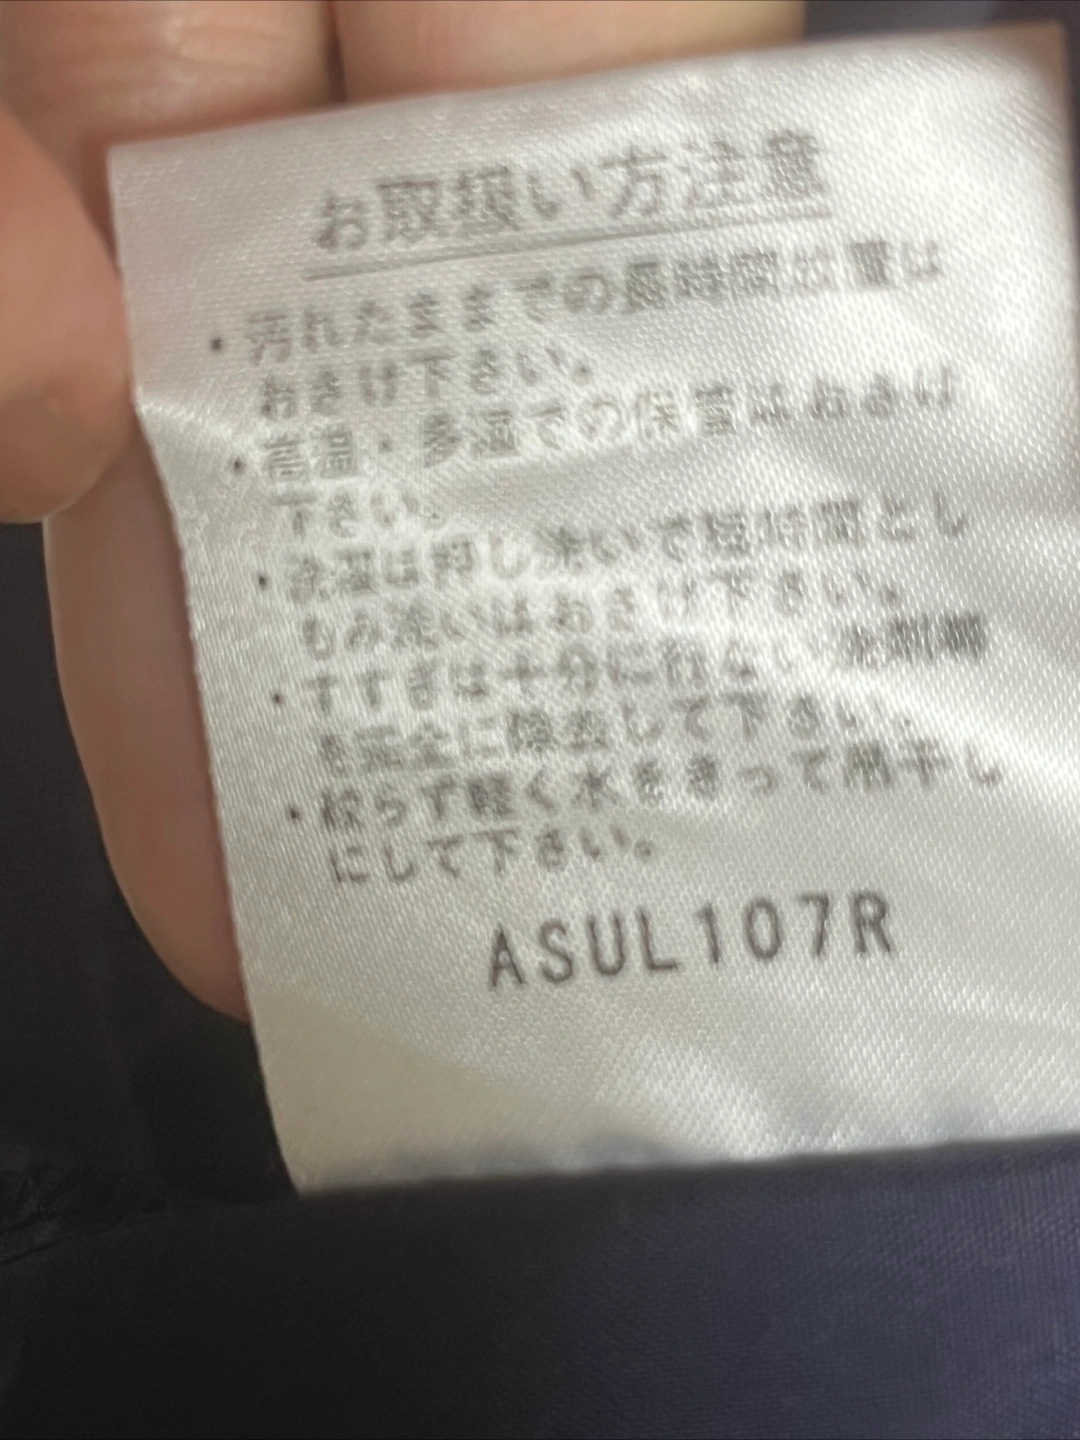 お取扱い方注意
・汚れたままでの長時間放置は
おさけ下さい。
・高温・多湿での保管はおさけ
下さい。
・洗濯は押し洗いで短時間とし
もみ洗いはおさけ下さい。
・すすぎは十分に行ない
を完全に除去して下さい。
・絞らず軽く水をきって吊干し
にして下さい。
ASUL107R